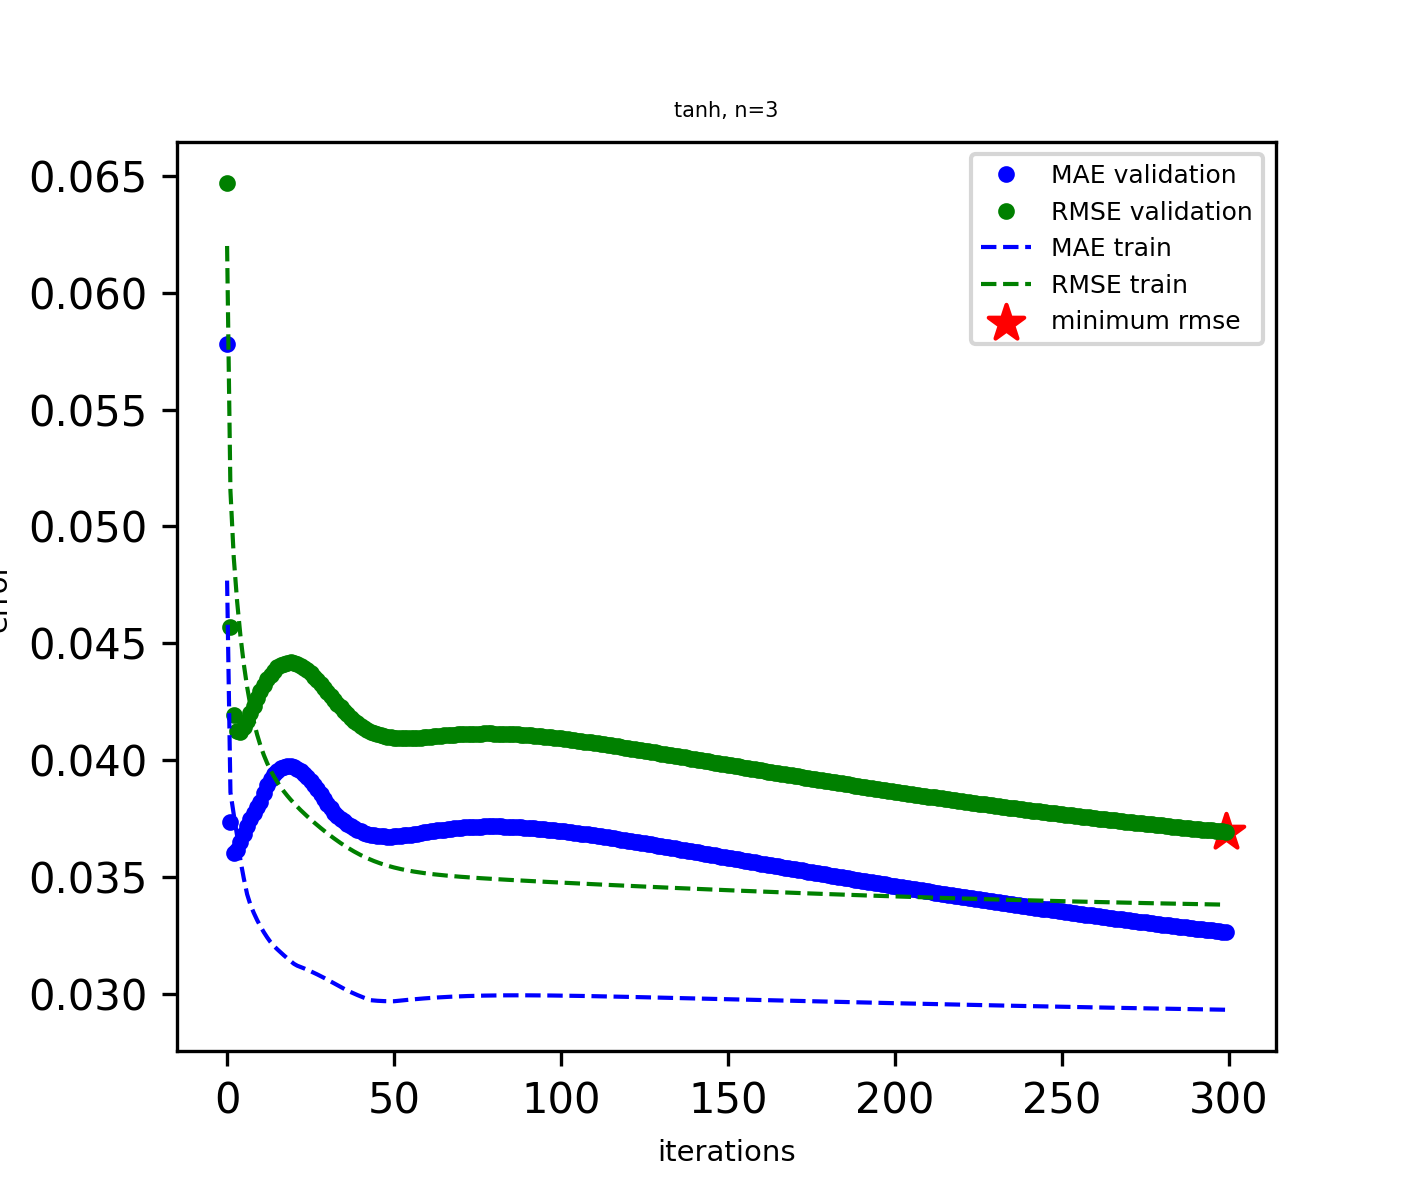 tanh, n=3
0.065
0.060
0.055
0.050
0.045
0.040
0.035
0.030
MAE validation
RMSE validation
MAE train
RMSE train
minimum rmse
0 50 100 150 200 250 300
iterations